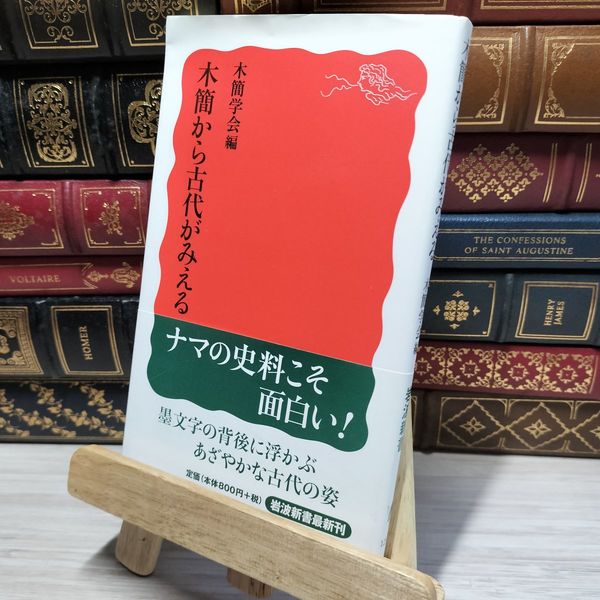 木簡学会編
木簡から古代がみえる
ナマの史料こそ
面白い!
墨文字の背後に浮かぶ
あざやかな古代の姿
定価(本体800円+税)
岩波新書最新刊
VOLTAIRE
HOMER
THE CONFESSIONS
OF SAINT AUGUSTINE
HENRY
JAMES